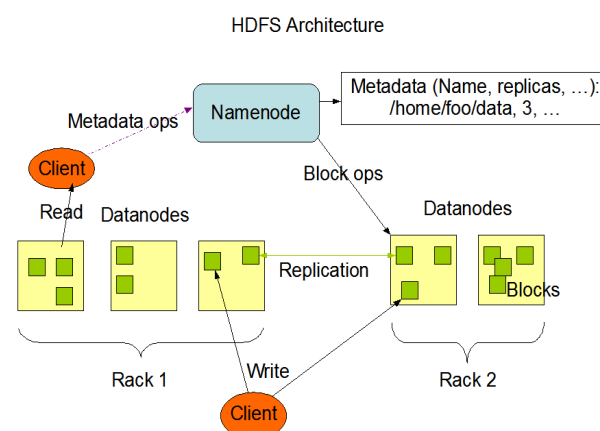 HDFS Architecture
Metadata (Name, replicas, ...):
/home/foo/data, 3, ...
Namenode
Metadata ops
Client
Block ops
Read
Datanodes
Datanodes
Replication
Blocks
Rack 1
Write
Rack 2
Client